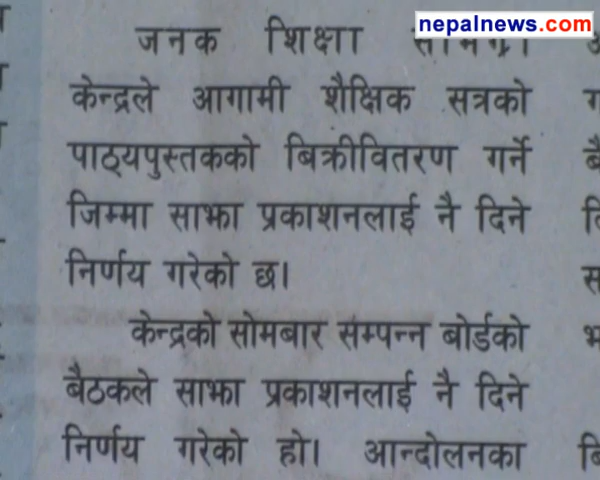 nepalnews.com
जनक शिक्षा
केन्द्रले आगामी शैक्षिक सत्रको
पाठ्यपुस्तकको बिक्रीवितरण गर्ने
जिम्मा साझा प्रकाशनलाई नै दिने
निर्णय गरेको छ।
केन्द्रको सोमबार सम्पन्न बोर्डको
बैठकले साझा प्रकाशनलाई नै दिने
निर्णय गरेको हो। आन्दोलनका